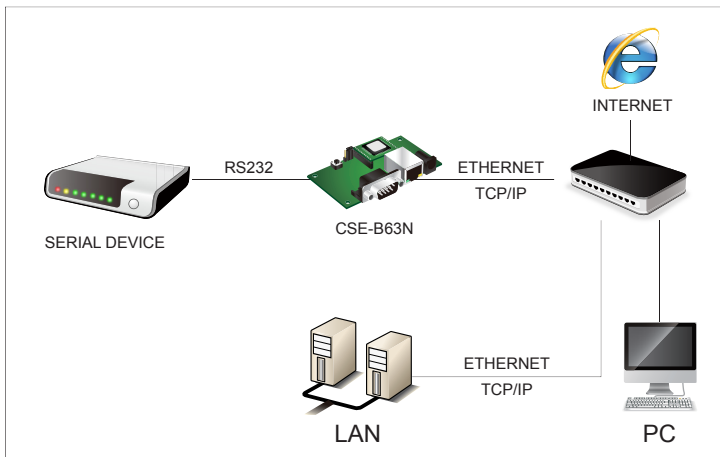 INTERNET
RS232
ETHERNET
TCP/IP
SERIAL DEVICE
CSE-B63N
ETHERNET
TCP/IP
LAN
PC